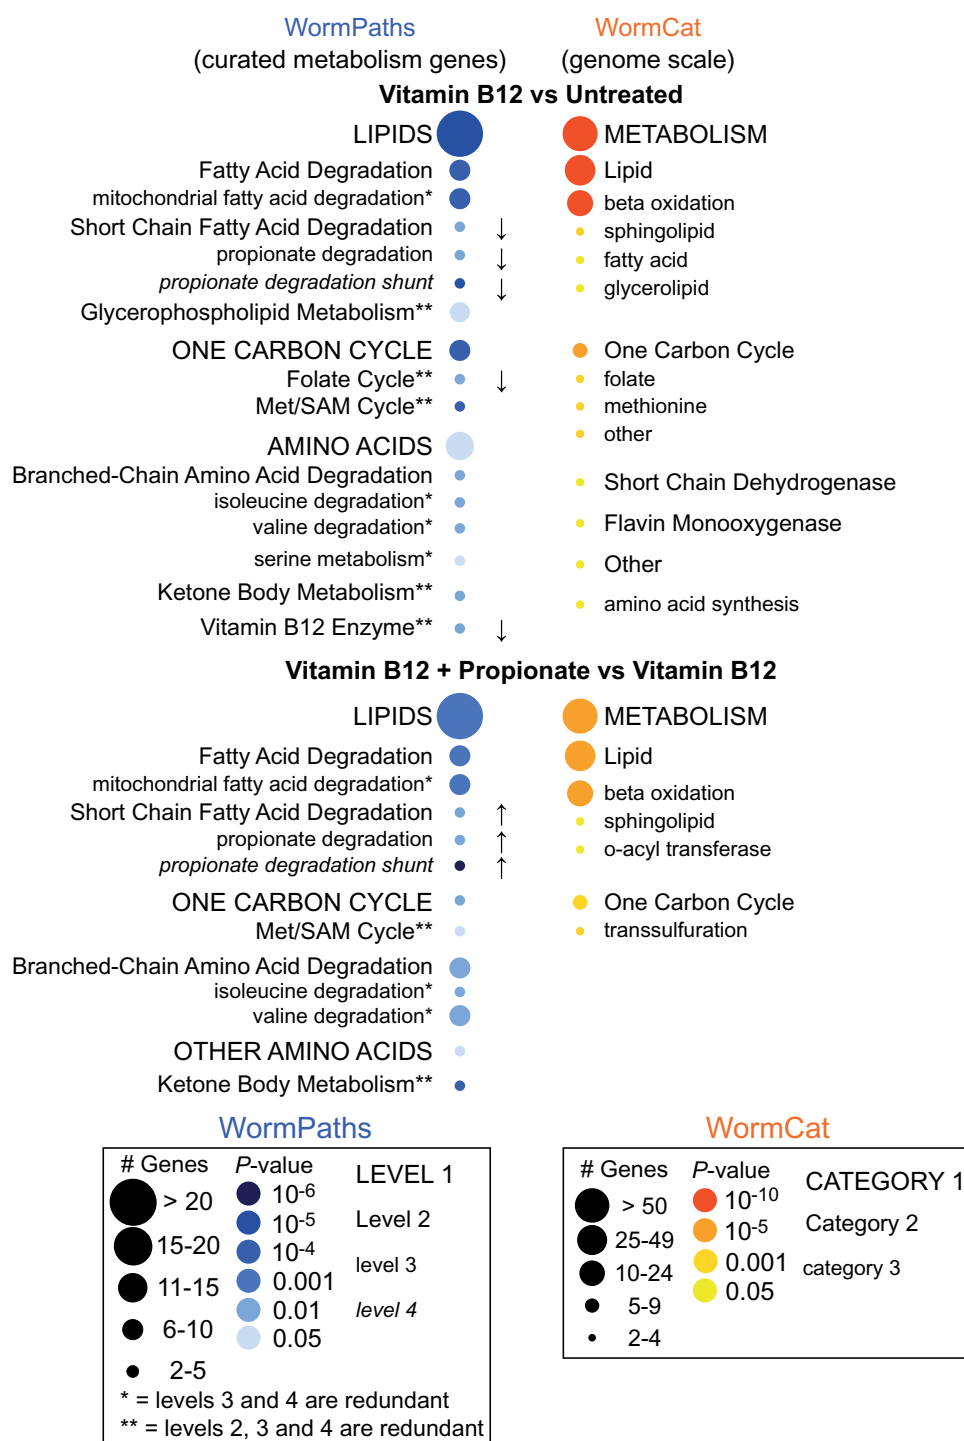 WormPaths WormCat
(curated metabolism genes) (genome scale)
Vitamin B12 vs Untreated
LIPIDS METABOLISM
Fatty Acid Degradation Lipid
mitochondrial fatty acid degradation* beta oxidation
Short Chain Fatty Acid Degradation ↓ sphingolipid
propionate degradation ↓ fatty acid
propionate degradation shunt ↓ glycerolipid
Glycerophospholipid Metabolism**
ONE CARBON CYCLE One Carbon Cycle
Folate Cycle** ↓ folate
Met/SAM Cycle** methionine
other
AMINO ACIDS
Branched-Chain Amino Acid Degradation Short Chain Dehydrogenase
isoleucine degradation*
valine degradation* Flavin Monooxygenase
serine metabolism* Other
Ketone Body Metabolism** amino acid synthesis
Vitamin B12 Enzyme** ↓
Vitamin B12 + Propionate vs Vitamin B12
LIPIDS METABOLISM
Fatty Acid Degradation Lipid
mitochondrial fatty acid degradation* beta oxidation
Short Chain Fatty Acid Degradation ↑ sphingolipid
propionate degradation ↑ o-acyl transferase
propionate degradation shunt ↑
ONE CARBON CYCLE One Carbon Cycle
Met/SAM Cycle** transsulfuration
Branched-Chain Amino Acid Degradation
isoleucine degradation*
valine degradation*
OTHER AMINO ACIDS
Ketone Body Metabolism**
WormPaths
# Genes P-value LEVEL 1
> 20 10-6
15-20 10-5 Level 2
11-15 10-4 level 3
6-10 0.001 level 4
2-5 0.01
0.05
* = levels 3 and 4 are redundant
** = levels 2, 3 and 4 are redundant
WormCat
# Genes P-value CATEGORY 1
> 50 10-10
25-49 10-5 Category 2
10-24 0.001 category 3
5-9 0.05
2-4